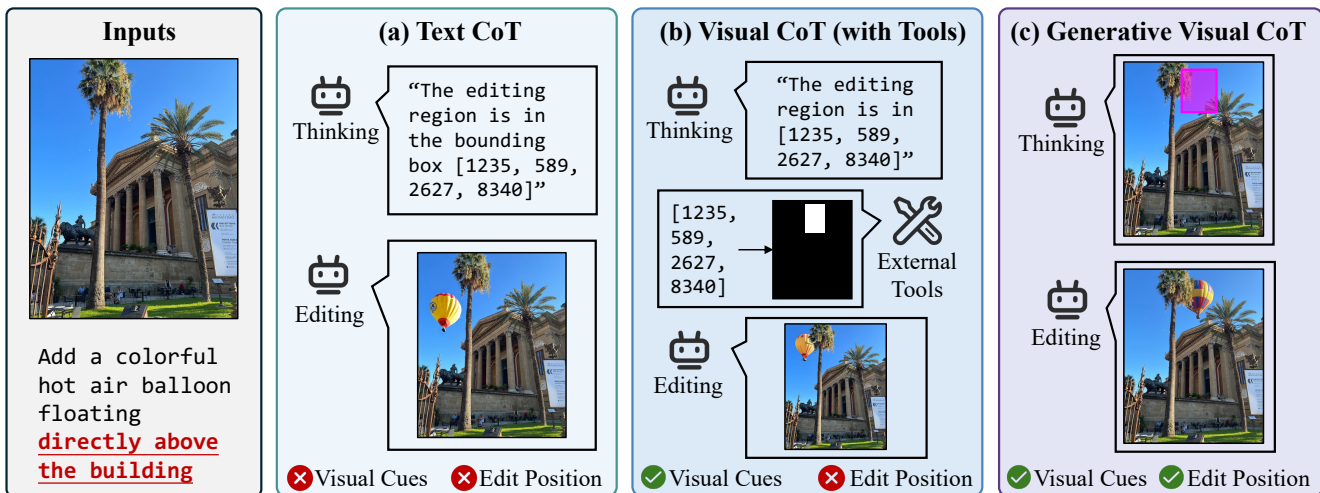 Inputs
Add a colorful
hot air balloon
floating
directly above
the building
(a) Text CoT
Thinking
“The editing
region is in
the bounding
box [1235, 589,
2627, 8340]”
Editing
Visual Cues
Edit Position
(b) Visual CoT (with Tools)
Thinking
“The editing
region is in
[1235, 589,
2627, 8340]”
[1235,
589,
2627,
8340]
External
Tools
Editing
Visual Cues
Edit Position
(c) Generative Visual CoT
Thinking
Editing
Visual Cues
Edit Position